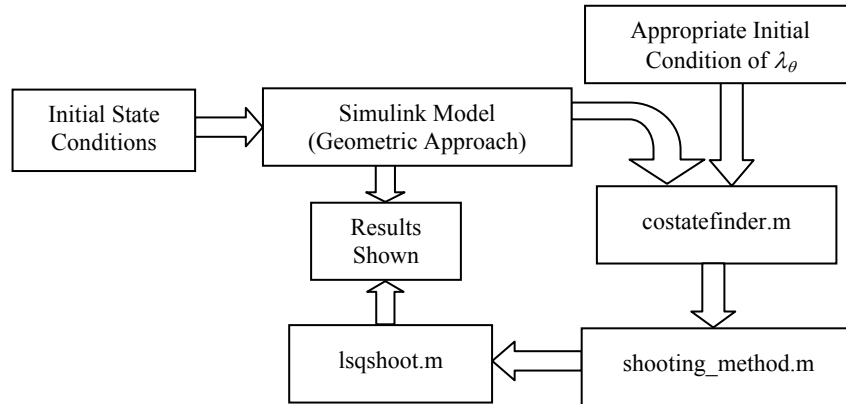 Appropriate Initial
Condition of λθ
Initial State
Conditions
Simulink Model
(Geometric Approach)
Results
Shown
costatefinder.m
lsqshoot.m
shooting_method.m